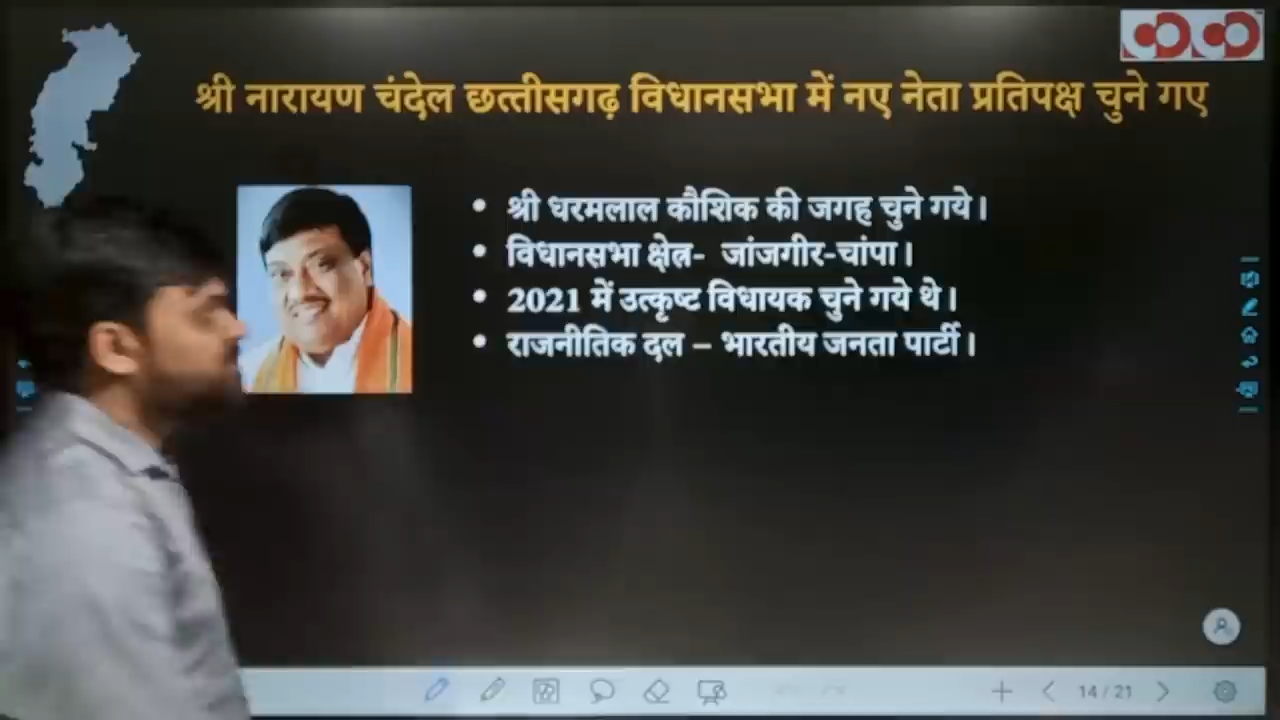 श्री नारायण चंदेल छत्तीसगढ़ विधानसभा में नए नेता प्रतिपक्ष चुने गए
• श्री धरमलाल कौशिक की जगह चुने गये।
• विधानसभा क्षेत्र- जांजगीर-चांपा।
• 2021 में उत्कृष्ट विधायक चुने गये थे।
• राजनीतिक दल – भारतीय जनता पार्टी।
14 / 21